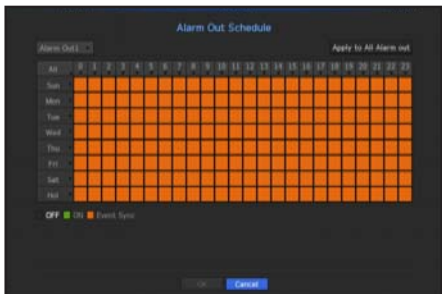 Alarm Out Schedule
Alarm Out1
Apply to All Alarm out
All 0 1 2 3 4 5 6 7 8 9 10 11 12 13 14 15 16 17 18 19 20 21 22 23
Sun
Mon
Tue
Wed
Thu
Fri
Sat
Hol
OFF ON Event Sync
OK Cancel